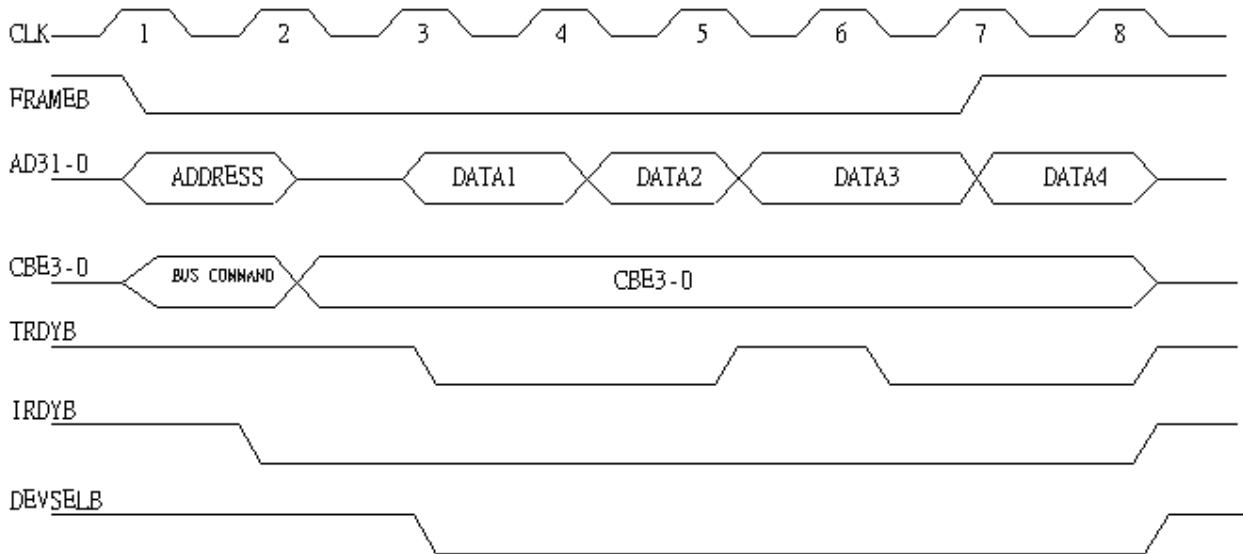 CLK 1 2 3 4 5 6 7 8
FRAMEB
AD31-0 ADDRESS DATA1 DATA2 DATA3 DATA4
CBE3-0 BUS COMMAND CBE3-0
TRDYB
IRDYB
DEVSELB